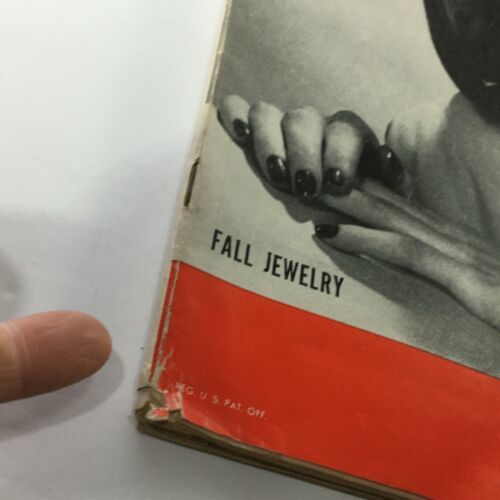 FALL JEWELRY
REG. U. S. PAT. OFF.